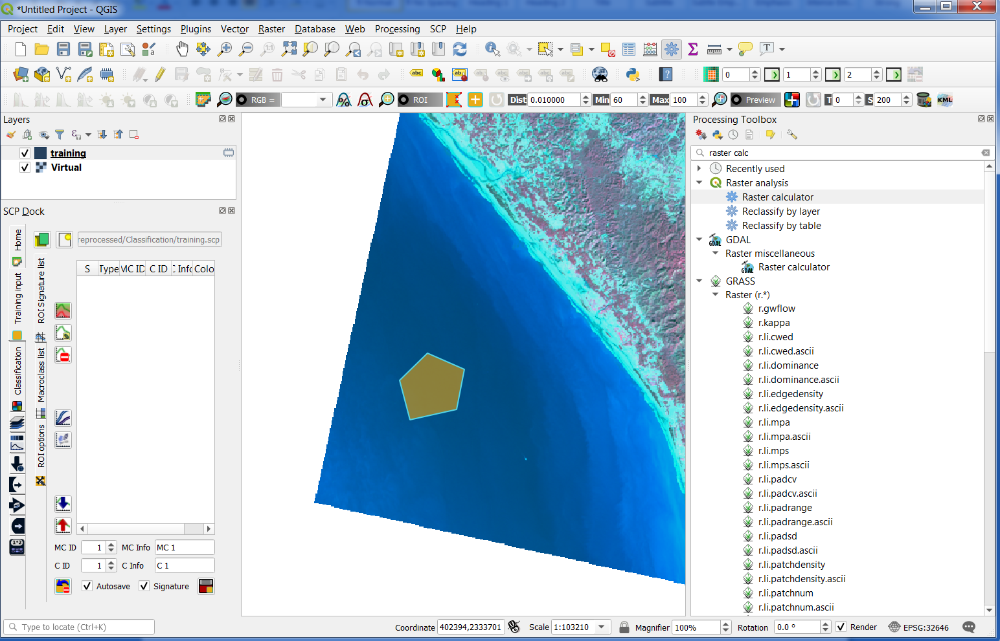 *Untitled Project - QGIS
Project Edit View Layer Settings Plugins Vector Raster Database Web Processing SCP Help
0 1 2
RGB = ROI Dist 0.010000 Min 60 Max 100 Preview T 0 S 200 KML
Layers
training
Virtual
SCP Dock
Home
Training input
Classification
ROI Signature list
Macroclass list
ROI options
reprocessed/Classification/training.scp
S Type MC ID C ID C Info Colo
MC ID 1 MC Info MC 1
C ID 1 C Info C 1
Autosave Signature
Processing Toolbox
raster calc
Recently used
Raster analysis
Raster calculator
Reclassify by layer
Reclassify by table
GDAL
Raster miscellaneous
Raster calculator
GRASS
Raster (r.*)
r.gwflow
r.kappa
r.li.cwed
r.li.cwed.ascii
r.li.dominance
r.li.dominance.ascii
r.li.edgedensity
r.li.edgedensity.ascii
r.li.mpa
r.li.mpa.ascii
r.li.mps
r.li.mps.ascii
r.li.padcv
r.li.padcv.ascii
r.li.padrange
r.li.padrange.ascii
r.li.padsd
r.li.padsd.ascii
r.li.patchdensity
r.li.patchdensity.ascii
r.li.patchnum
r.li.patchnum.ascii
Type to locate (Ctrl+K) Coordinate 402394,2333701 Scale 1:103210 Magnifier 100% Rotation 0.0 ° Render EPSG:32646